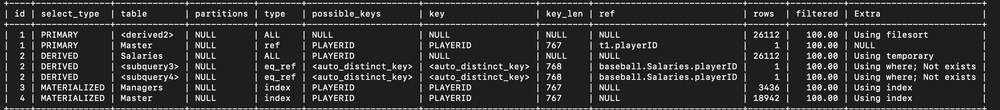 +----+--------------+-------------+------------+--------+---------------------+---------------------+---------+----------------------------+-------+----------+-------------------------+
| id | select_type  | table       | partitions | type   | possible_keys       | key                 | key_len | ref                        | rows  | filtered | Extra                   |
+----+--------------+-------------+------------+--------+---------------------+---------------------+---------+----------------------------+-------+----------+-------------------------+
|  1 | PRIMARY      | <derived2>  | NULL       | ALL    | NULL                | NULL                | NULL    | NULL                       | 26112 |   100.00 | Using filesort          |
|  1 | PRIMARY      | Master      | NULL       | ref    | PLAYERID            | PLAYERID            | 767     | t1.playerID                |     1 |   100.00 | NULL                    |
|  2 | DERIVED      | Salaries    | NULL       | ALL    | PLAYERID            | NULL                | NULL    | NULL                       | 26112 |   100.00 | Using temporary         |
|  2 | DERIVED      | <subquery3> | NULL       | eq_ref | <auto_distinct_key> | <auto_distinct_key> | 768     | baseball.Salaries.playerID |     1 |   100.00 | Using where; Not exists |
|  2 | DERIVED      | <subquery4> | NULL       | eq_ref | <auto_distinct_key> | <auto_distinct_key> | 768     | baseball.Salaries.playerID |     1 |   100.00 | Using where; Not exists |
|  3 | MATERIALIZED | Managers    | NULL       | index  | PLAYERID            | PLAYERID            | 767     | NULL                       |  3436 |   100.00 | Using index             |
|  4 | MATERIALIZED | Master      | NULL       | index  | PLAYERID            | PLAYERID            | 767     | NULL                       | 18942 |   100.00 | Using index             |
+----+--------------+-------------+------------+--------+---------------------+---------------------+---------+----------------------------+-------+----------+-------------------------+